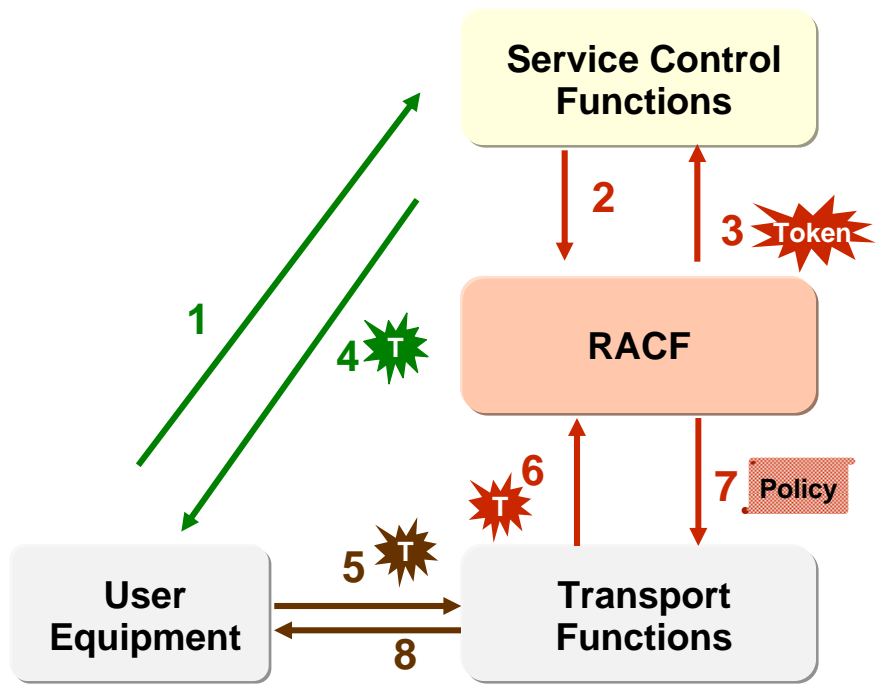 Service Control
Functions
2
3
Token
1
4
T
RACF
6
T
7
Policy
5
T
User
Equipment
8
Transport
Functions